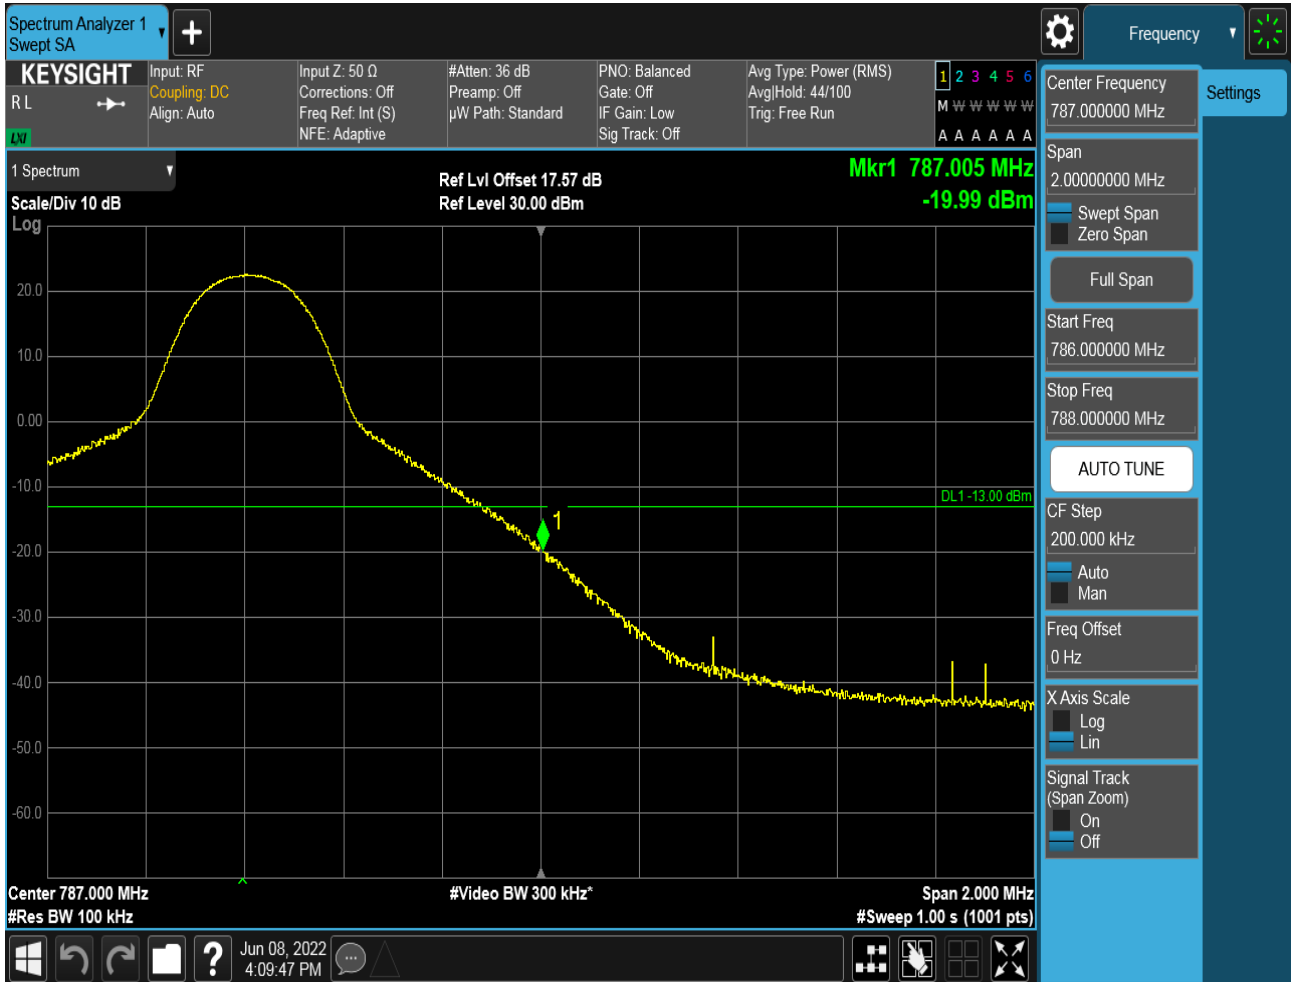 Spectrum Analyzer 1
Swept SA
Frequency
KEYSIGHT
R L
LXI
Input: RF
Coupling: DC
Align: Auto
Input Z: 50 Ω
Corrections: Off
Freq Ref: Int (S)
NFE: Adaptive
#Atten: 36 dB
Preamp: Off
µW Path: Standard
PNO: Balanced
Gate: Off
IF Gain: Low
Sig Track: Off
Avg Type: Power (RMS)
Avg|Hold: 44/100
Trig: Free Run
1 2 3 4 5 6
M W W W W W
A A A A A A
1 Spectrum
Scale/Div 10 dB
Log
Ref Lvl Offset 17.57 dB
Ref Level 30.00 dBm
Mkr1 787.005 MHz
-19.99 dBm
20.0
10.0
0.00
-10.0
-20.0
-30.0
-40.0
-50.0
-60.0
DL1 -13.00 dBm
1
Center 787.000 MHz
#Res BW 100 kHz
#Video BW 300 kHz*
Span 2.000 MHz
#Sweep 1.00 s (1001 pts)
Jun 08, 2022
4:09:47 PM
Center Frequency
787.000000 MHz
Settings
Span
2.00000000 MHz
Swept Span
Zero Span
Full Span
Start Freq
786.000000 MHz
Stop Freq
788.000000 MHz
AUTO TUNE
CF Step
200.000 kHz
Auto
Man
Freq Offset
0 Hz
X Axis Scale
Log
Lin
Signal Track
(Span Zoom)
On
Off